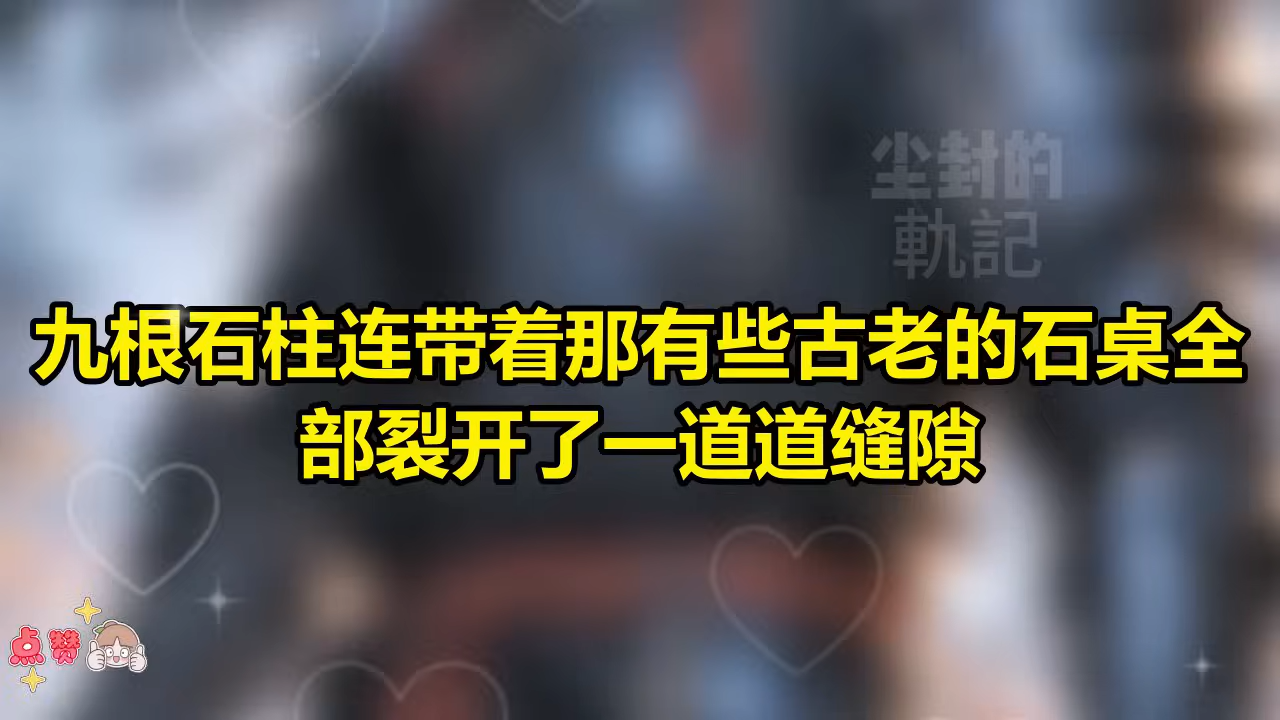 尘封的
軌記
九根石柱连带着那有些古老的石桌全
部裂开了一道道缝隙
点赞